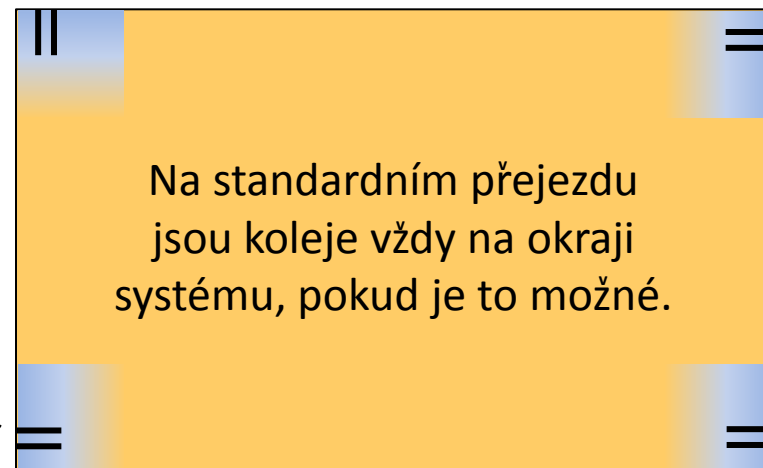 Na standardním přejezdu
jsou koleje vždy na okraji
systému, pokud je to možné.